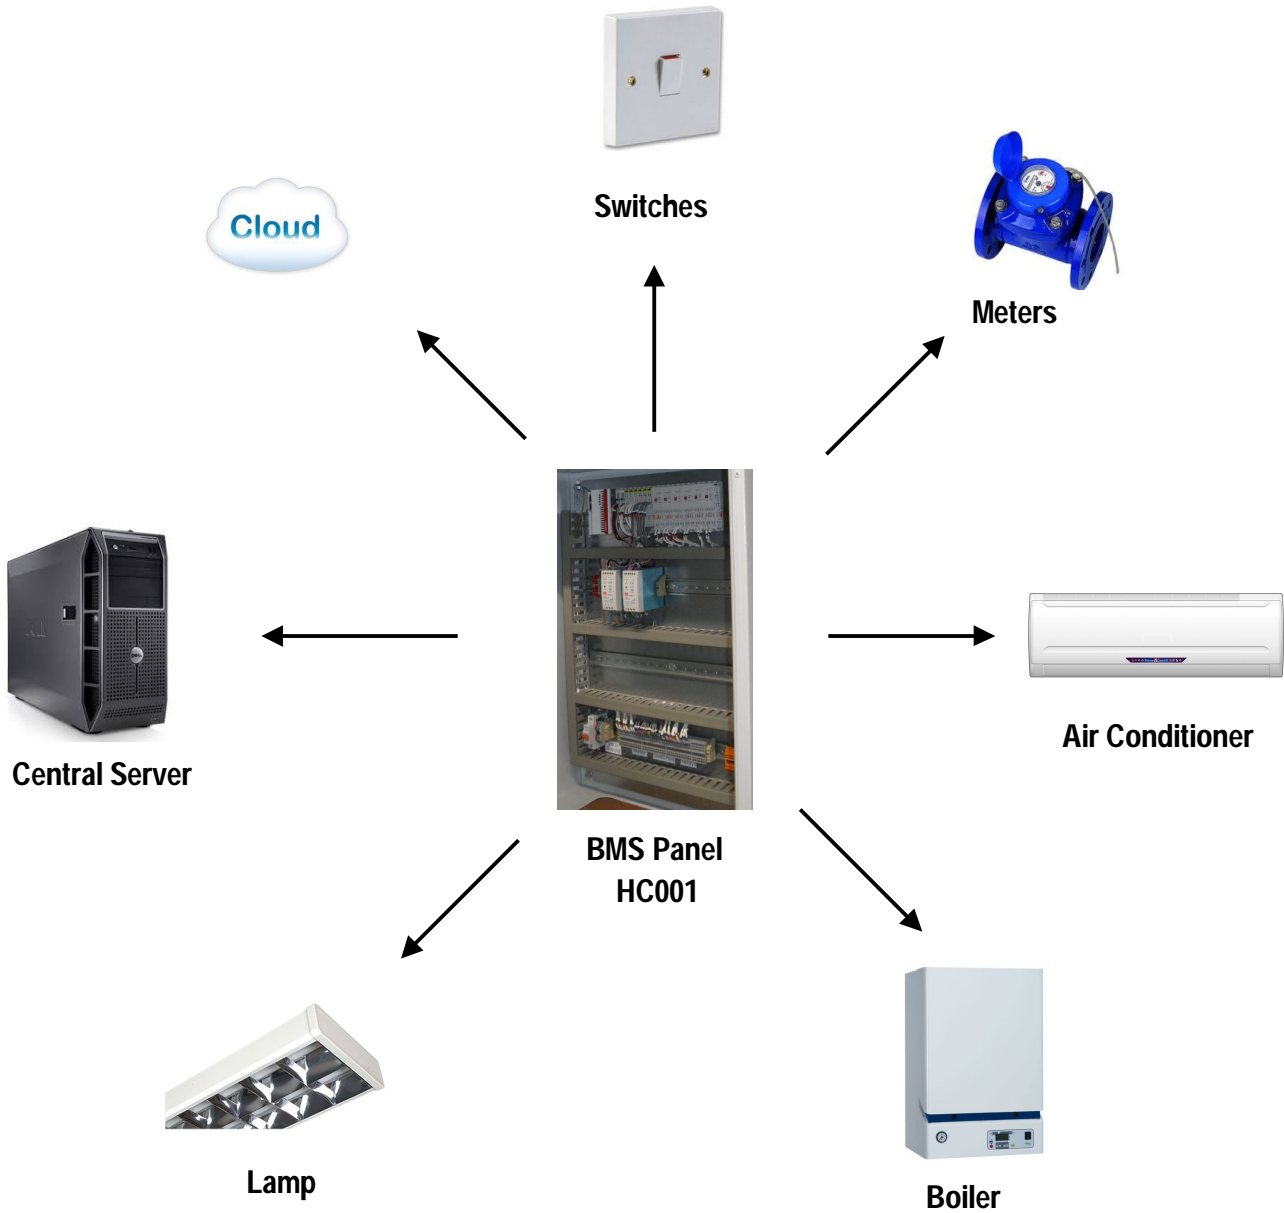 Switches
Cloud
Meters
Air Conditioner
Central Server
BMS Panel
HC001
Lamp
Boiler